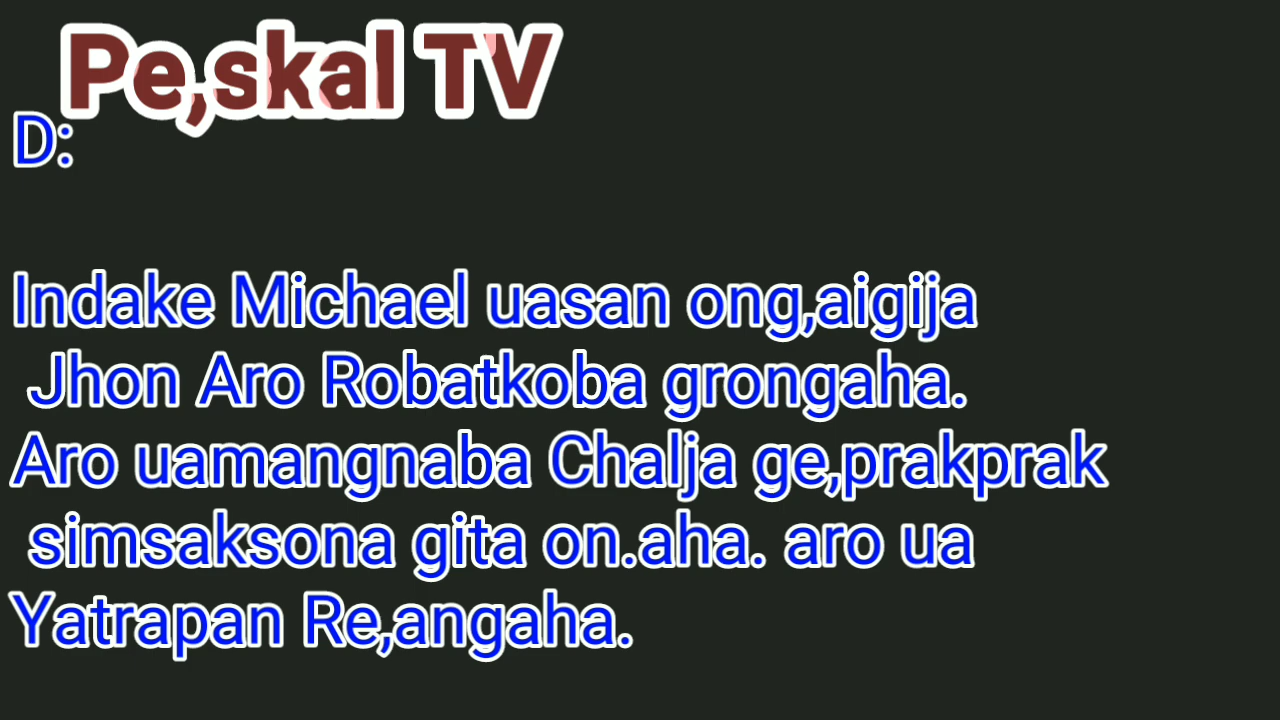 Pe,skal TV
D:
Indake Michael uasan ong,aigija
Jhon Aro Robatkoba grongaha.
Aro uamangnaba Chalja ge,prakprak
simsaksona gita on.aha. aro ua
Yatrapan Re,angaha.